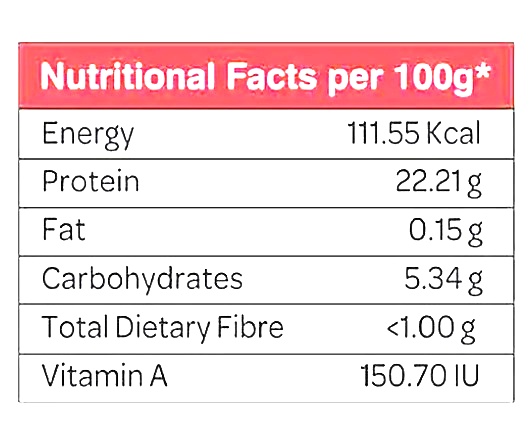 Nutritional Facts per 100g*
Energy 111.55 Kcal
Protein 22.21 g
Fat 0.15 g
Carbohydrates 5.34 g
Total Dietary Fibre <1.00 g
Vitamin A 150.70 IU